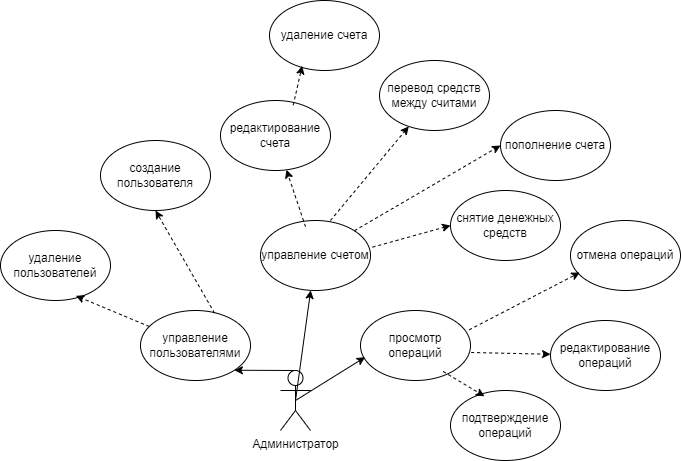 удаление счета
перевод средств
между считами
редактирование
счета
пополнение счета
создание
пользователя
снятие денежных
средств
управление счетом
отмена операций
удаление
пользователей
управление
пользователями
просмотр
операций
редактирование
операций
подтверждение
операций
Администратор